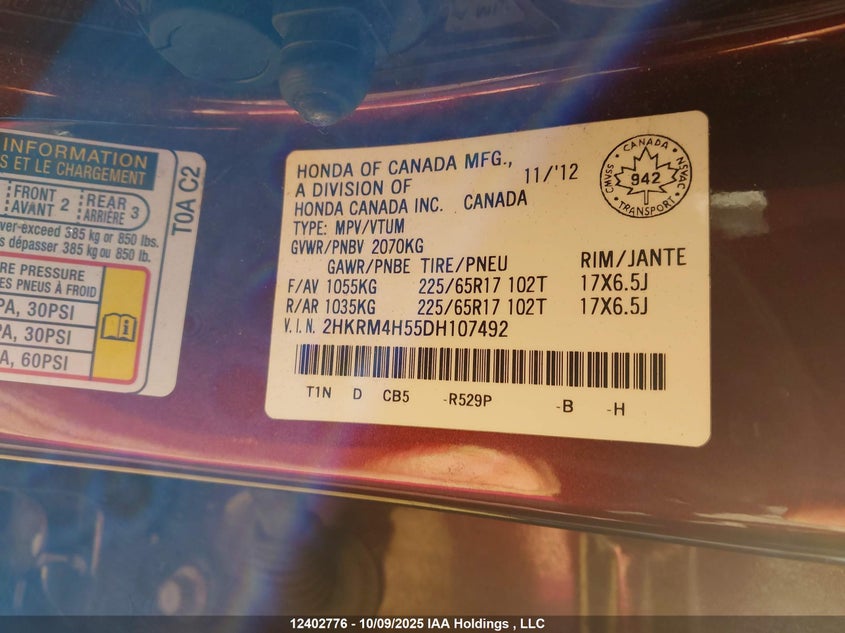 INFORMATION
S ET LE CHARGEMENT
FRONT
AVANT 2
REAR
ARRIÈRE 3
ver-exceed 385 kg or 850 lbs.
s dépasser 385 kg ou 850 lb.
RE PRESSURE
ES PNEUS À FROID
PA, 30PSI
PA, 30PSI
A, 60PSI
T0A C2
HONDA OF CANADA MFG., 11/'12
A DIVISION OF
HONDA CANADA INC. CANADA
TYPE: MPV/VTUM
GVWR/PNBV 2070KG
GAWR/PNBE TIRE/PNEU RIM/JANTE
F/AV 1055KG 225/65R17 102T 17X6.5J
R/AR 1035KG 225/65R17 102T 17X6.5J
V.I.N. 2HKRM4H55DH107492
T1N D CB5 -R529P -B -H
CANADA
CMVSS 942 NSVAC
TRANSPORT
12402776 - 10/09/2025 IAA Holdings , LLC